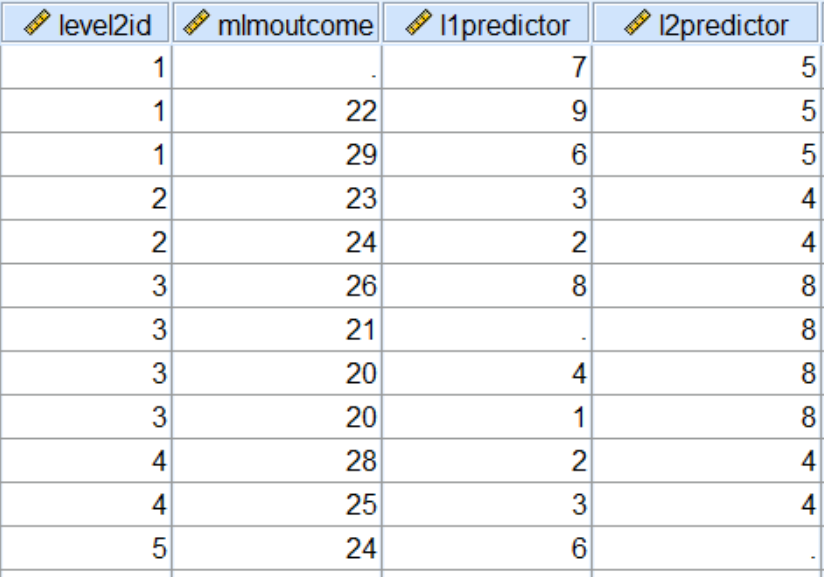 level2id mlmoutcome l1predictor l2predictor
1 . 7 5
1 22 9 5
1 29 6 5
2 23 3 4
2 24 2 4
3 26 8 8
3 21 . 8
3 20 4 8
3 20 1 8
4 28 2 4
4 25 3 4
5 24 6 .